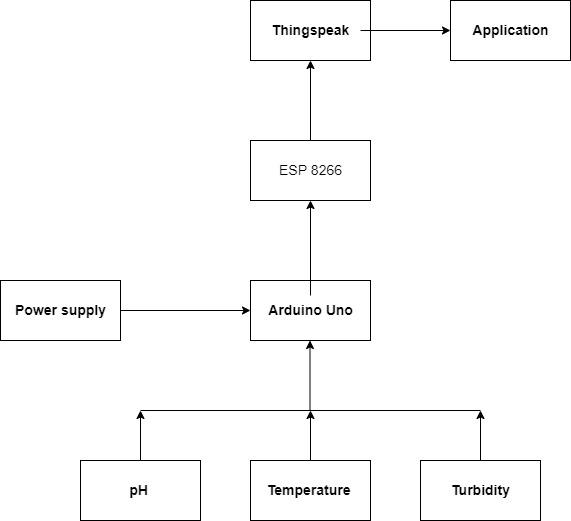 Thingspeak
Application
ESP 8266
Power supply
Arduino Uno
pH
Temperature
Turbidity